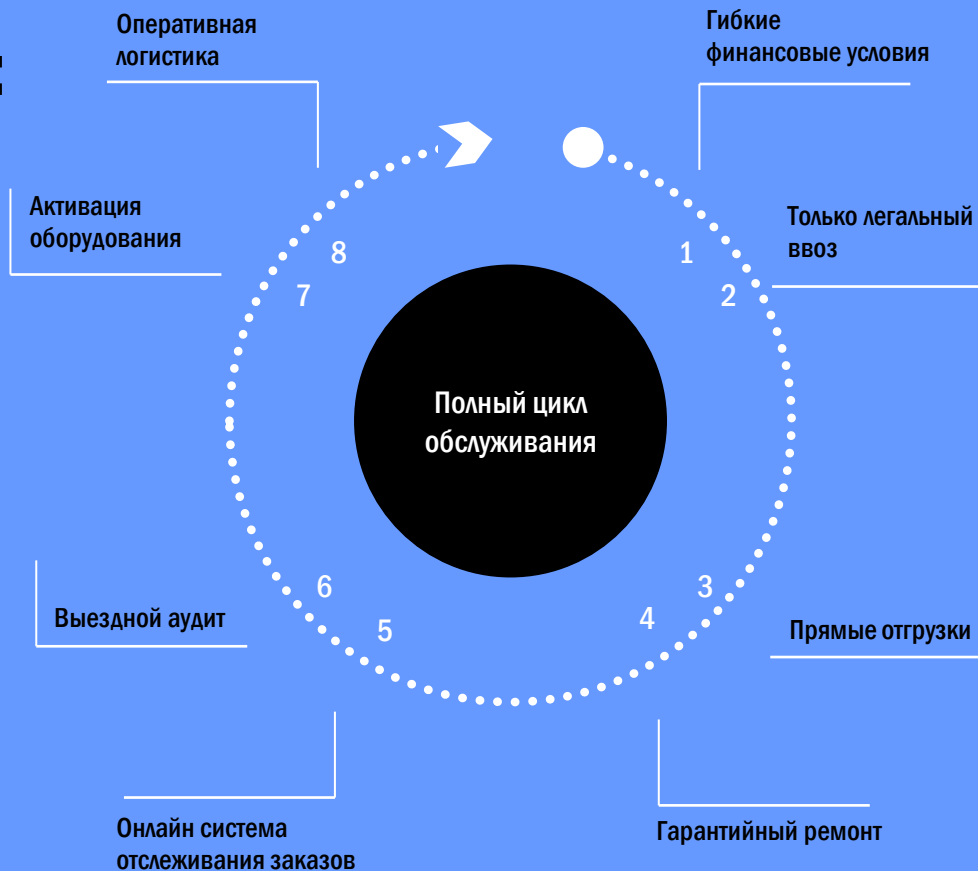 Оперативная
логистика
Гибкие
финансовые условия
Активация
оборудования
Только легальный
ввоз
8
1
7
2
Полный цикл
обслуживания
6
3
5
4
Выездной аудит
Прямые отгрузки
Онлайн система
отслеживания заказов
Гарантийный ремонт